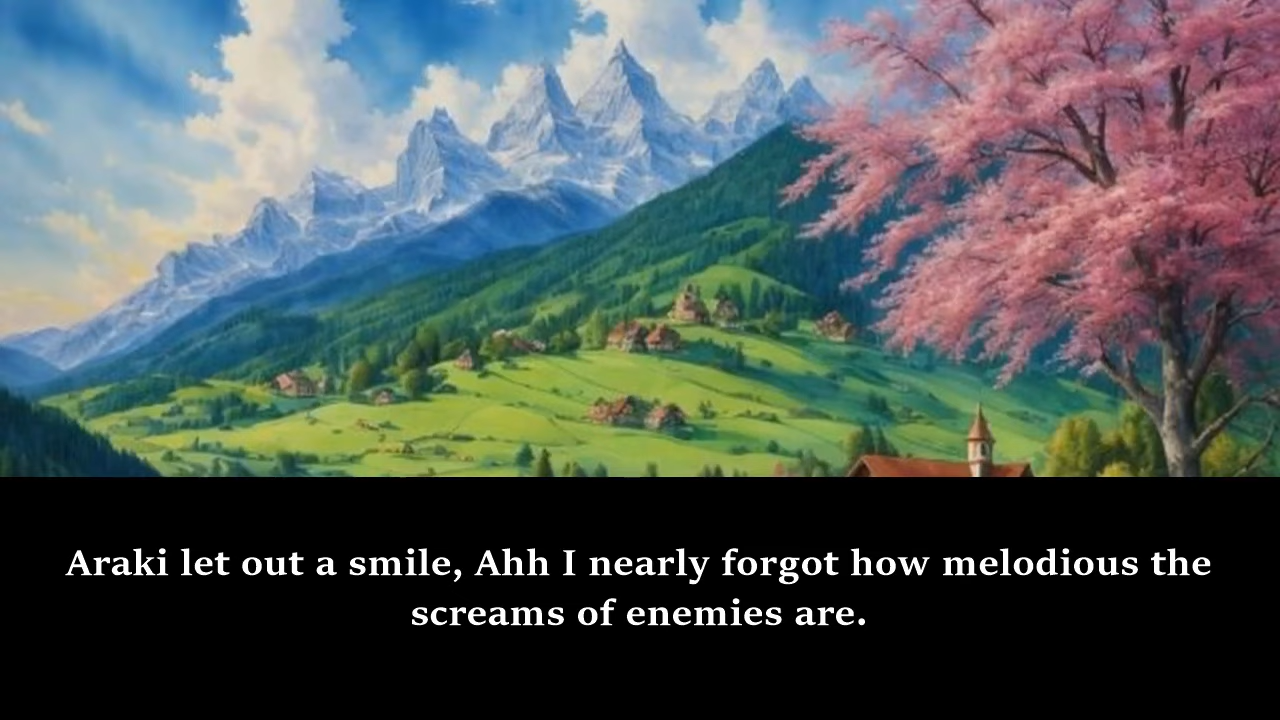 Araki let out a smile, Ahh I nearly forgot how melodious the
screams of enemies are.